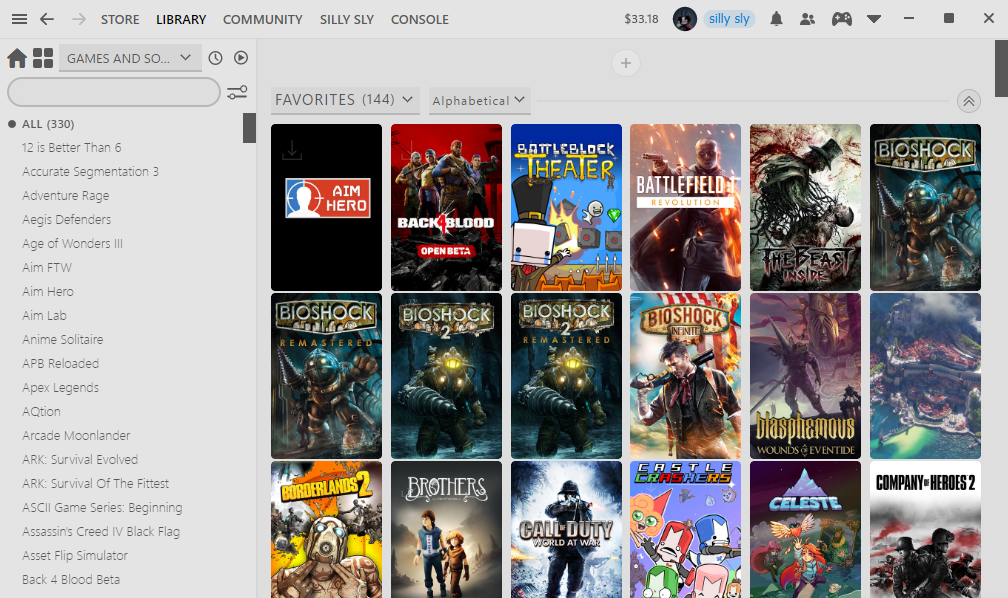 STORE LIBRARY COMMUNITY SILLY SLY CONSOLE $33.18 silly sly
GAMES AND SO...
FAVORITES (144) Alphabetical
ALL (330)
12 is Better Than 6
Accurate Segmentation 3
Adventure Rage
Aegis Defenders
Age of Wonders III
Aim FTW
Aim Hero
Aim Lab
Anime Solitaire
APB Reloaded
Apex Legends
AQtion
Arcade Moonlander
ARK: Survival Evolved
ARK: Survival Of The Fittest
ASCII Game Series: Beginning
Assassin's Creed IV Black Flag
Asset Flip Simulator
Back 4 Blood Beta
AIM
HERO
BACK 4 BLOOD
OPEN BETA
BATTLEBLOCK
THEATER
BATTLEFIELD 1
REVOLUTION
THE BEAST
INSIDE
BIOSHOCK
BIOSHOCK
REMASTERED
BIOSHOCK
2
BIOSHOCK
2
REMASTERED
BIOSHOCK
INFINITE
blasphemous
WOUNDS OF EVENTIDE
BORDERLANDS 2
BROTHERS
CALL OF DUTY
WORLD AT WAR
CASTLE
CRASHERS
CELESTE
COMPANY OF HEROES 2